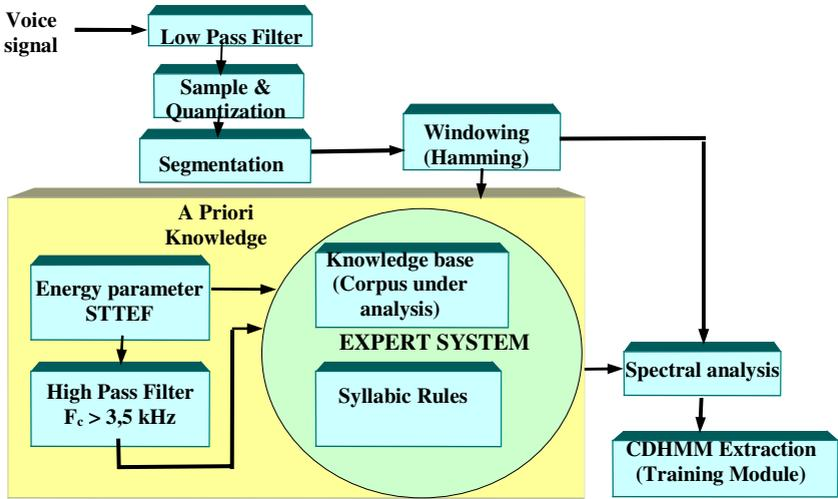 Voice
signal
Low Pass Filter
Sample &
Quantization
Segmentation
Windowing
(Hamming)
A Priori
Knowledge
Energy parameter
STTEF
High Pass Filter
Fc > 3,5 kHz
Knowledge base
(Corpus under
analysis)
EXPERT SYSTEM
Syllabic Rules
Spectral analysis
CDHMM Extraction
(Training Module)